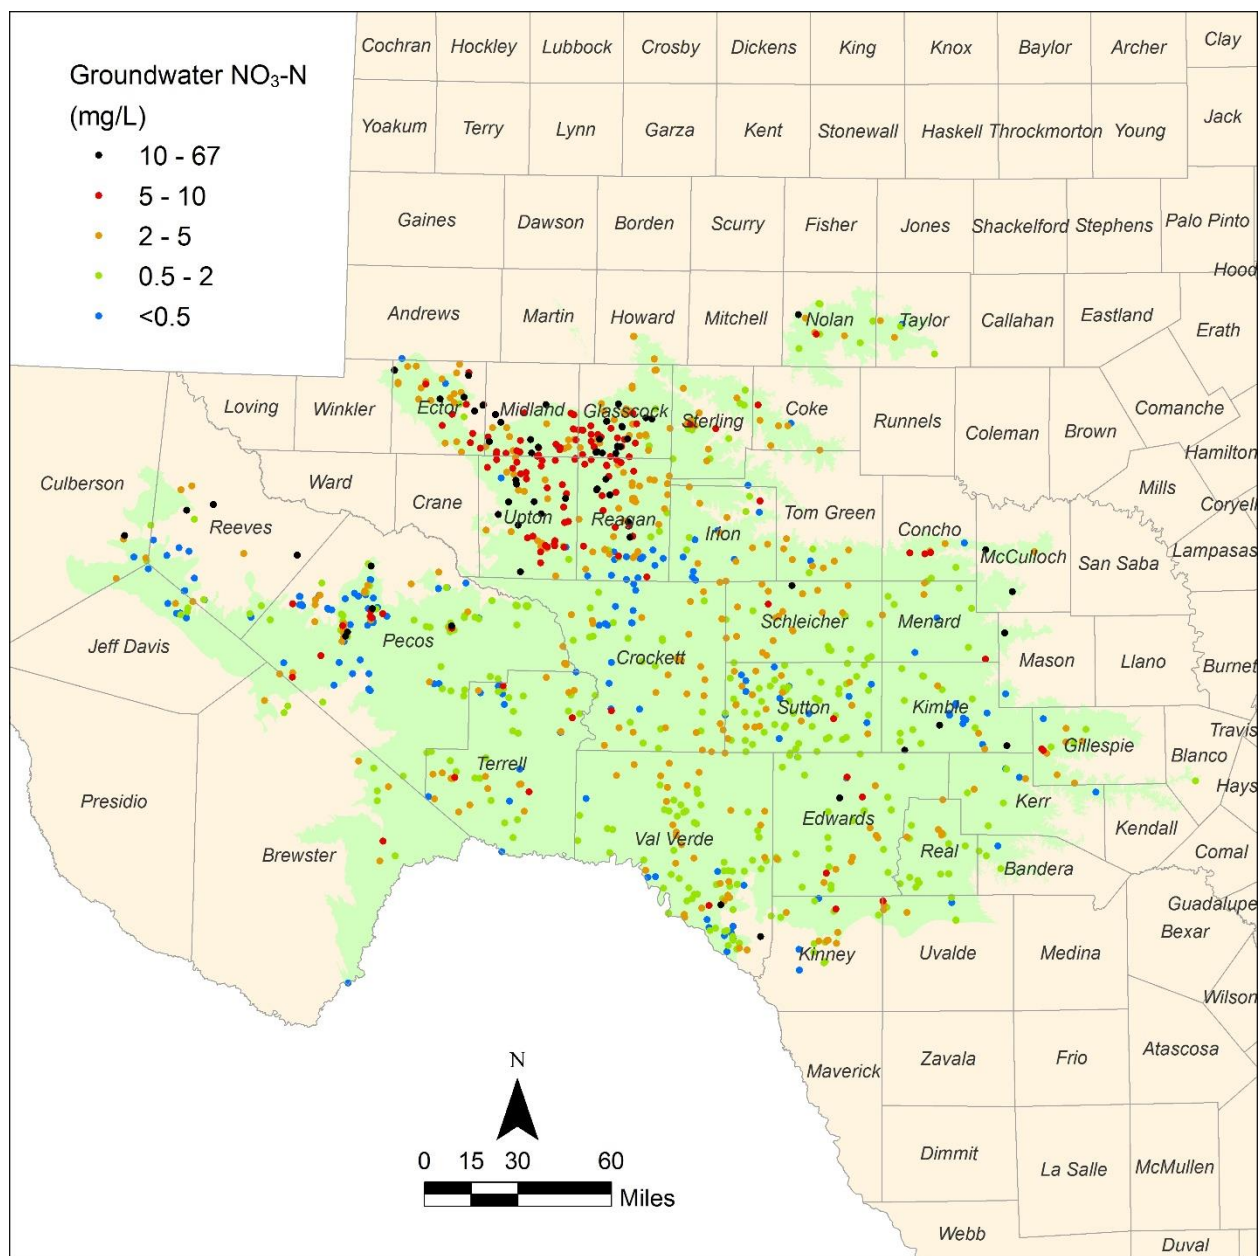 Cochran Hockley Lubbock Crosby Dickens King Knox Baylor Archer Clay
Groundwater NO₃-N
(mg/L)
10 - 67
5 - 10
2 - 5
0.5 - 2
<0.5
Yoakum Terry Lynn Garza Kent Stonewall Haskell Throckmorton Young Jack
Gaines Dawson Borden Scurry Fisher Jones Shackelford Stephens Palo Pinto
Hood
Andrews Martin Howard Mitchell Nolan Taylor Callahan Eastland Erath
Loving Winkler Ector Midland Glasscock Sterling Coke Runnels Coleman Brown Comanche
Hamilton
Culberson Reeves Ward Crane Upton Reagan Irion Tom Green Concho McCulloch San Saba Mills Coryell
Lampasas
Jeff Davis Pecos Crockett Schleicher Menard Mason Llano Burnet
Sutton Kimble Gillespie Travis
Blanco
Hays
Presidio Terrell Kerr
Brewster Val Verde Edwards Real Bandera Kendall Comal
Guadalupe
Bexar
Kinney Uvalde Medina
Wilson
Maverick Zavala Frio Atascosa
N
Dimmit La Salle McMullen
0 15 30 60
Miles
Webb Duval